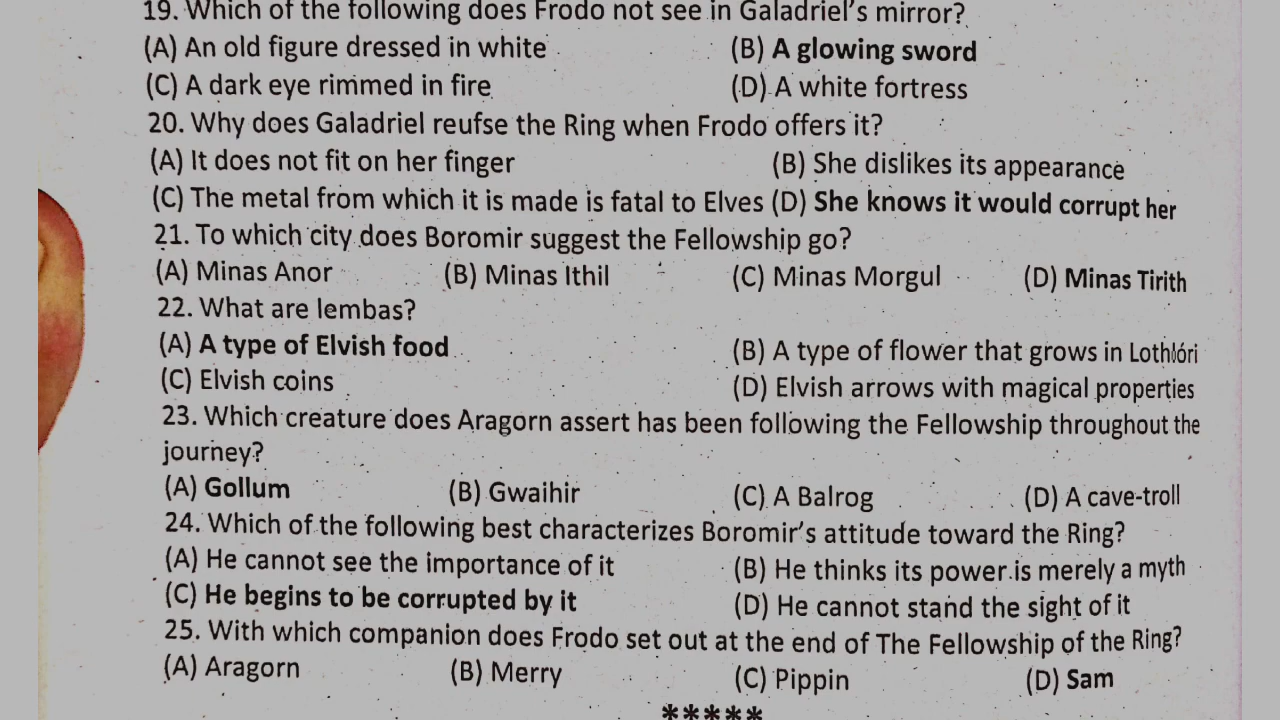 19. Which of the following does Frodo not see in Galadriel's mirror?
(A) An old figure dressed in white (B) A glowing sword
(C) A dark eye rimmed in fire (D) A white fortress
20. Why does Galadriel reufse the Ring when Frodo offers it?
(A) It does not fit on her finger (B) She dislikes its appearance
(C) The metal from which it is made is fatal to Elves (D) She knows it would corrupt her
21. To which city does Boromir suggest the Fellowship go?
(A) Minas Anor (B) Minas Ithil (C) Minas Morgul (D) Minas Tirith
22. What are lembas?
(A) A type of Elvish food (B) A type of flower that grows in Lothlóri
(C) Elvish coins (D) Elvish arrows with magical properties
23. Which creature does Aragorn assert has been following the Fellowship throughout the
journey?
(A) Gollum (B) Gwaihir (C) A Balrog (D) A cave-troll
24. Which of the following best characterizes Boromir's attitude toward the Ring?
(A) He cannot see the importance of it (B) He thinks its power is merely a myth
(C) He begins to be corrupted by it (D) He cannot stand the sight of it
25. With which companion does Frodo set out at the end of The Fellowship of the Ring?
(A) Aragorn (B) Merry (C) Pippin (D) Sam
*****